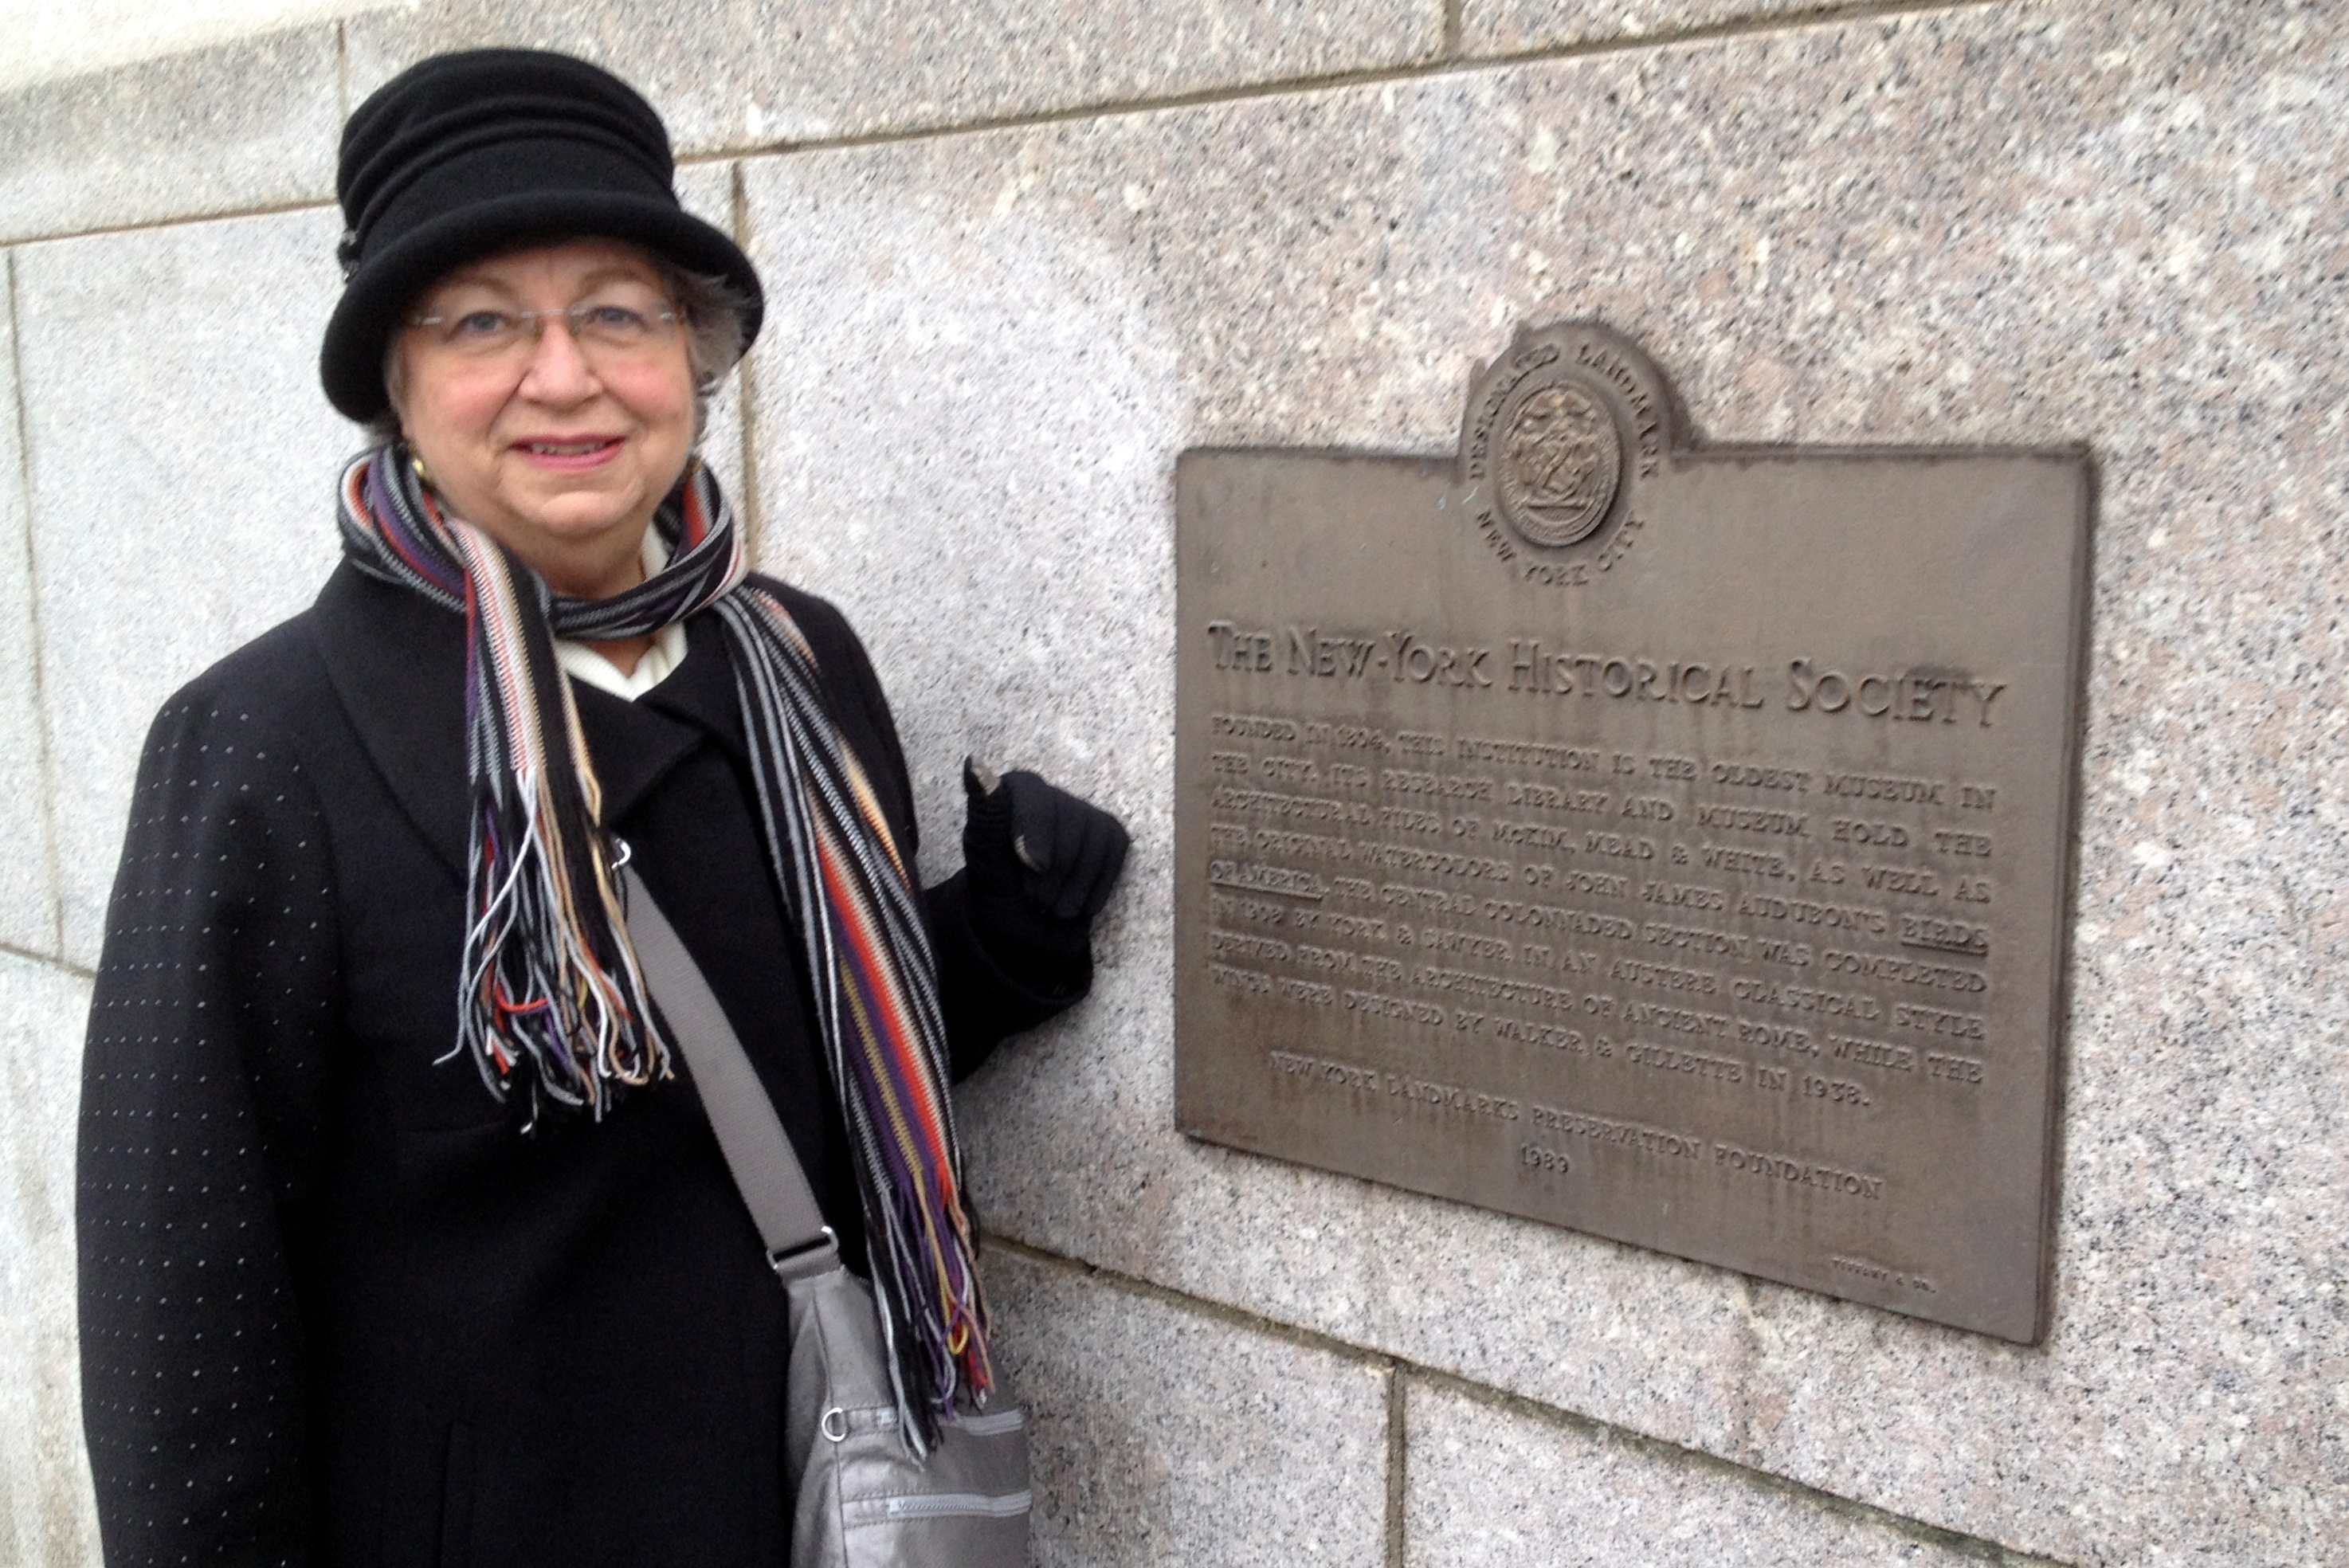 DESIGNATED LANDMARK
NEW YORK CITY
THE NEW-YORK HISTORICAL SOCIETY
FOUNDED IN 1804, THIS INSTITUTION IS THE OLDEST MUSEUM IN
THE CITY. ITS RESEARCH LIBRARY AND MUSEUM HOLD THE
ARCHITECTURAL FILES OF MCKIM, MEAD & WHITE, AS WELL AS
THE ORIGINAL WATERCOLORS OF JOHN JAMES AUDUBON'S BIRDS
OF AMERICA. THE CENTRAL COLONNADED SECTION WAS COMPLETED
IN 1908 BY YORK & SAWYER IN AN AUSTERE CLASSICAL STYLE
DERIVED FROM THE ARCHITECTURE OF ANCIENT ROME, WHILE THE
WINGS WERE DESIGNED BY WALKER & GILLETTE IN 1938.
NEW YORK LANDMARKS PRESERVATION FOUNDATION
1989
TIFFANY & CO.